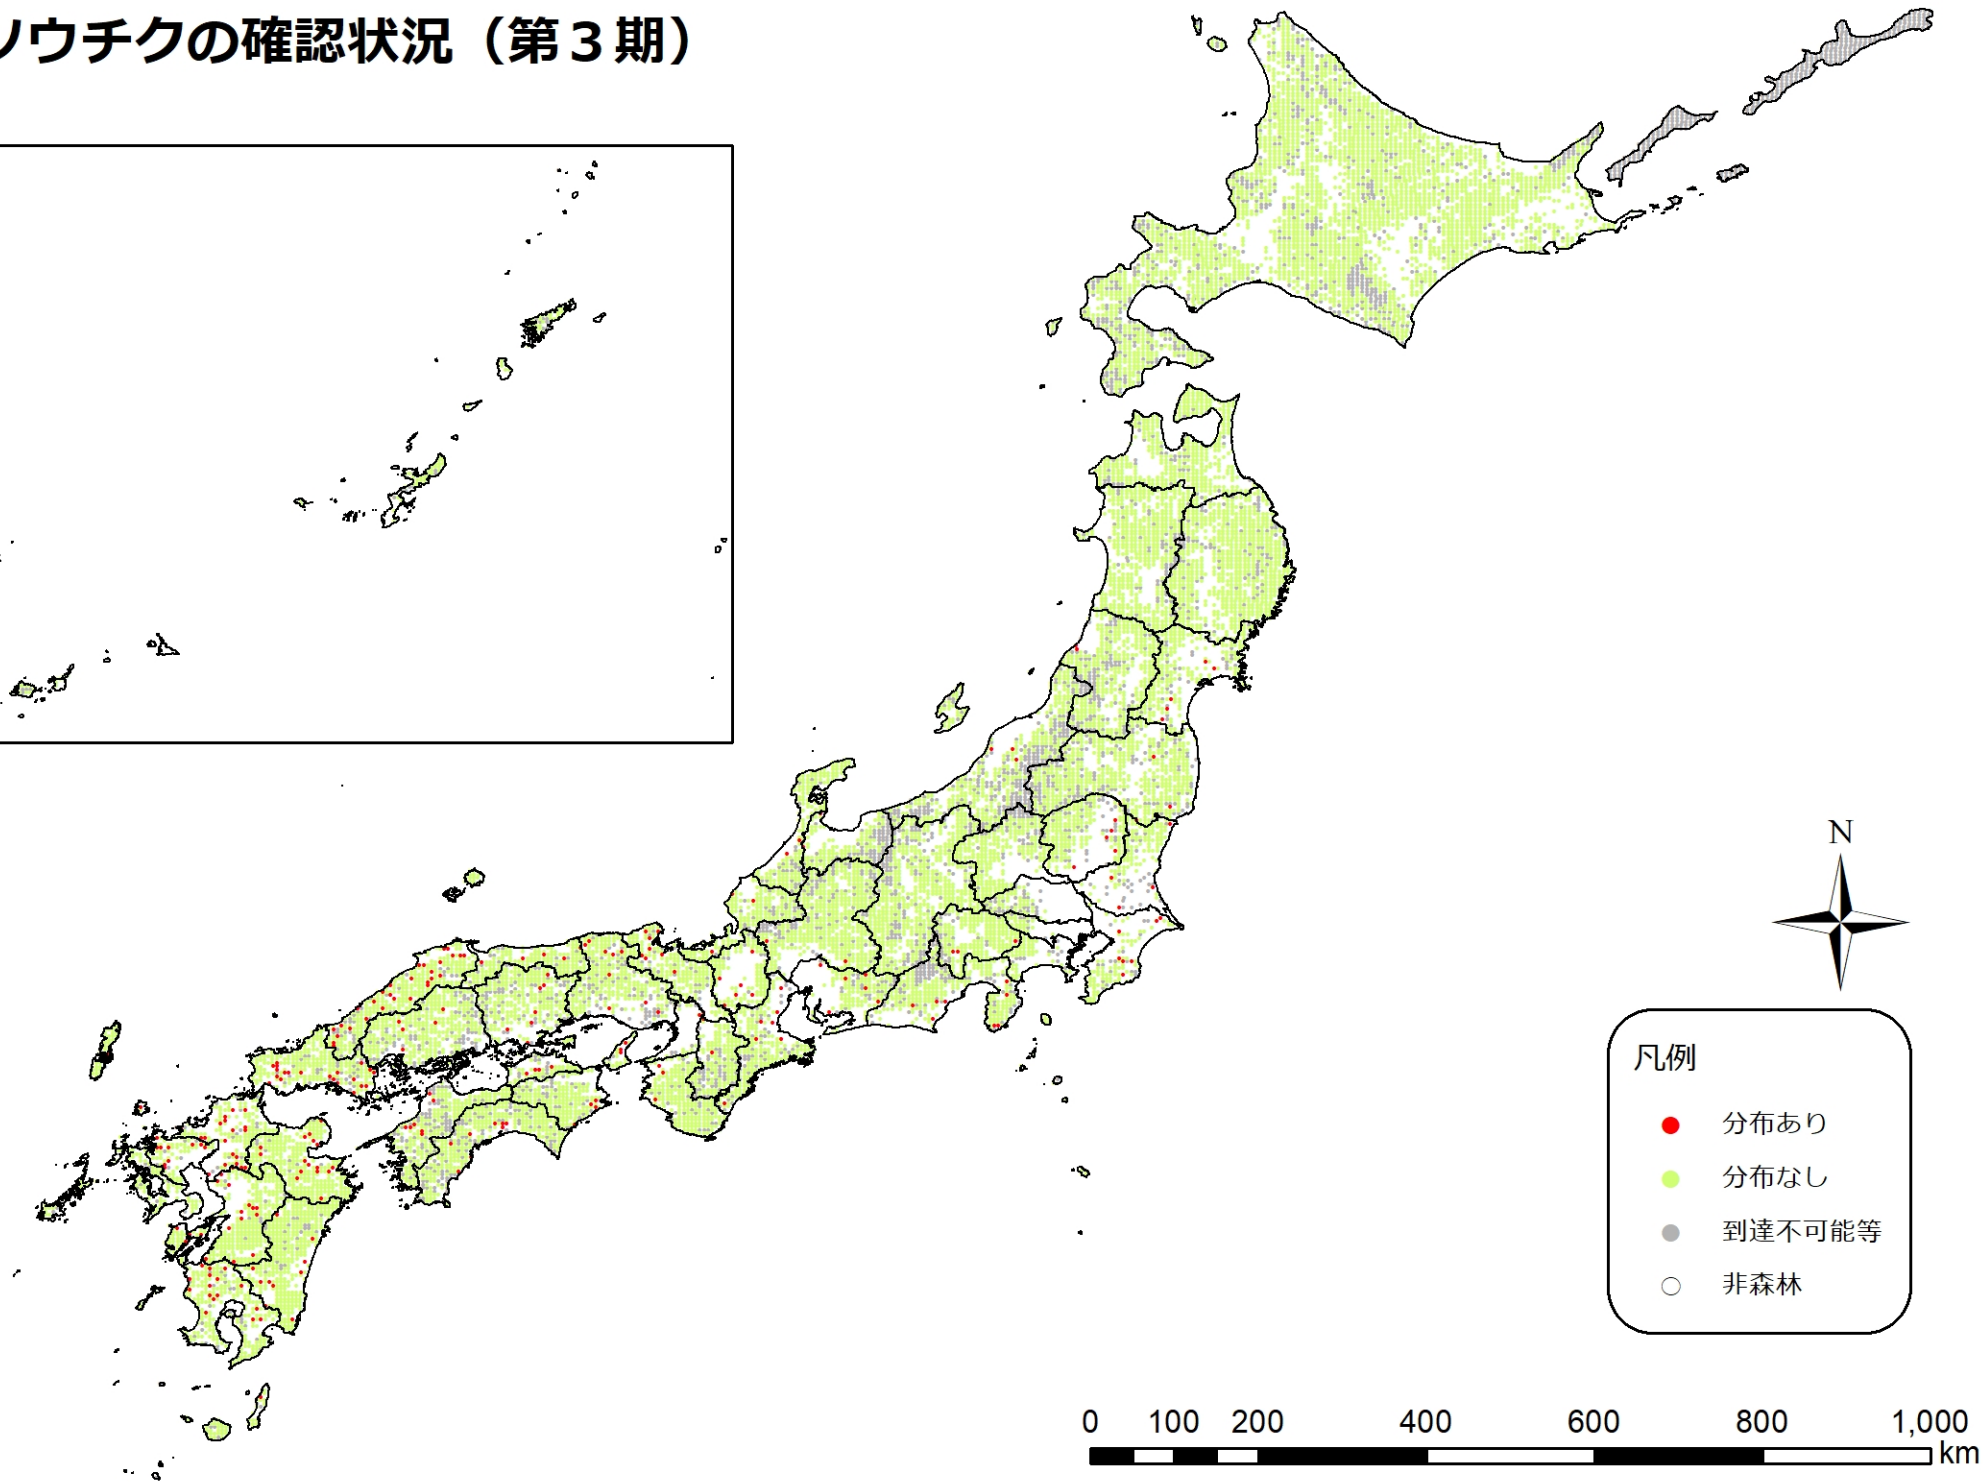 ソウチクの確認状況（第３期）
N
凡例
分布あり
分布なし
到達不可能等
非森林
0 100 200 400 600 800 1,000
km